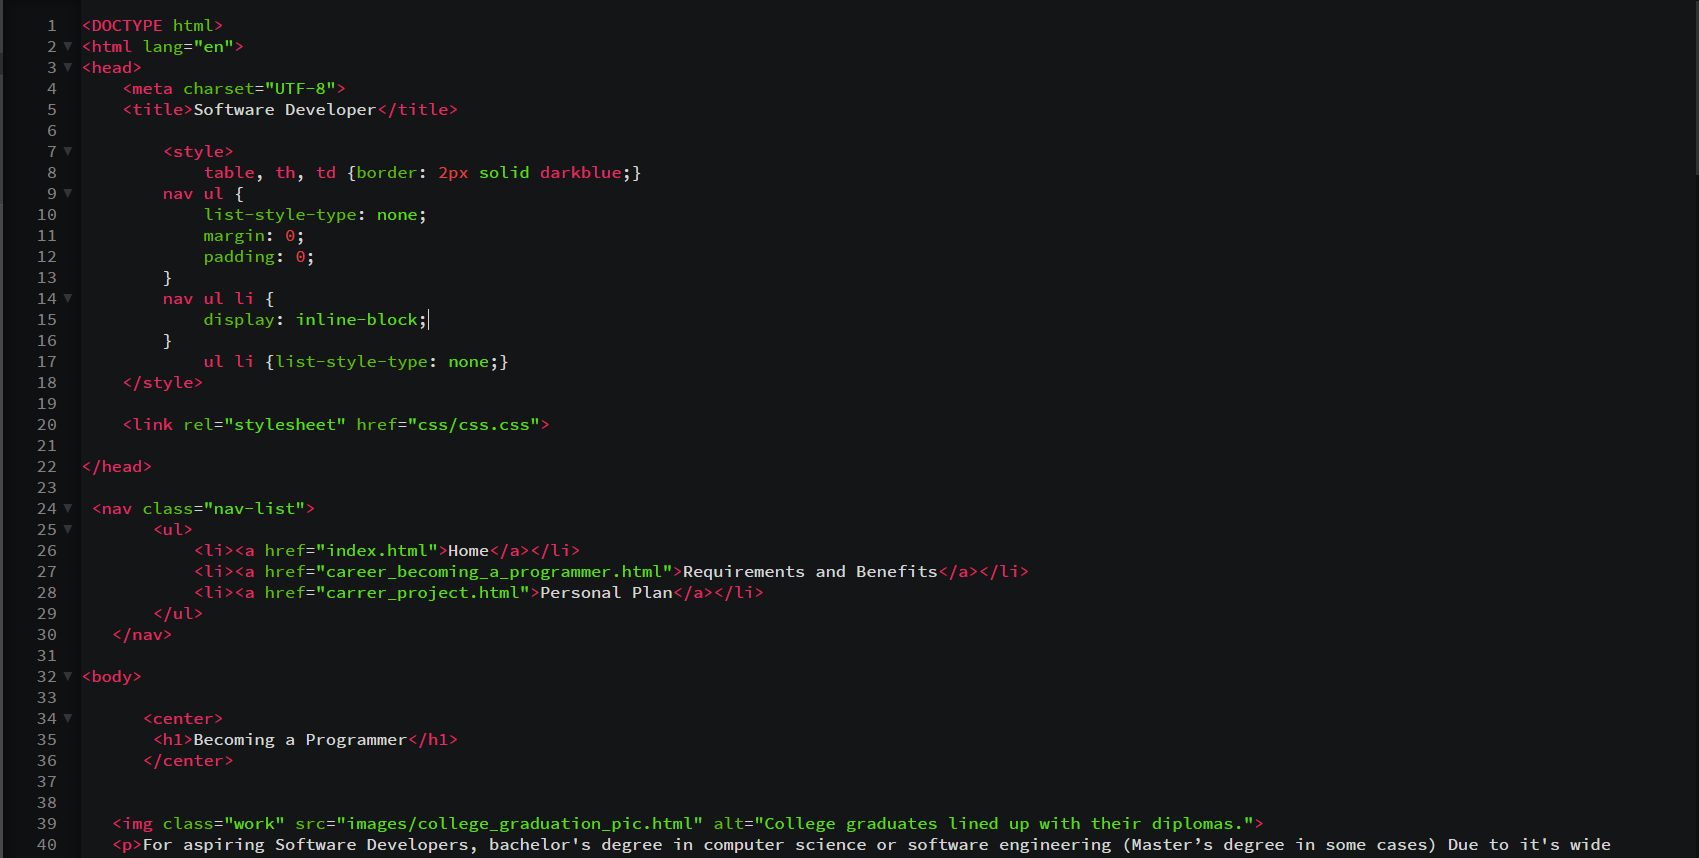 1 <DOCTYPE html>
2 <html lang="en">
3 <head>
4 <meta charset="UTF-8">
5 <title>Software Developer</title>
6
7 <style>
8 table, th, td {border: 2px solid darkblue;}
9 nav ul {
10 list-style-type: none;
11 margin: 0;
12 padding: 0;
13 }
14 nav ul li {
15 display: inline-block;
16 }
17 ul li {list-style-type: none;}
18 </style>
19
20 <link rel="stylesheet" href="css/css.css">
21
22 </head>
23
24 <nav class="nav-list">
25 <ul>
26 <li><a href="index.html">Home</a></li>
27 <li><a href="career_becoming_a_programmer.html">Requirements and Benefits</a></li>
28 <li><a href="carrer_project.html">Personal Plan</a></li>
29 </ul>
30 </nav>
31
32 <body>
33
34 <center>
35 <h1>Becoming a Programmer</h1>
36 </center>
37
38
39 <img class="work" src="images/college_graduation_pic.html" alt="College graduates lined up with their diplomas.">
40 <p>For aspiring Software Developers, bachelor's degree in computer science or software engineering (Master’s degree in some cases) Due to it's wide